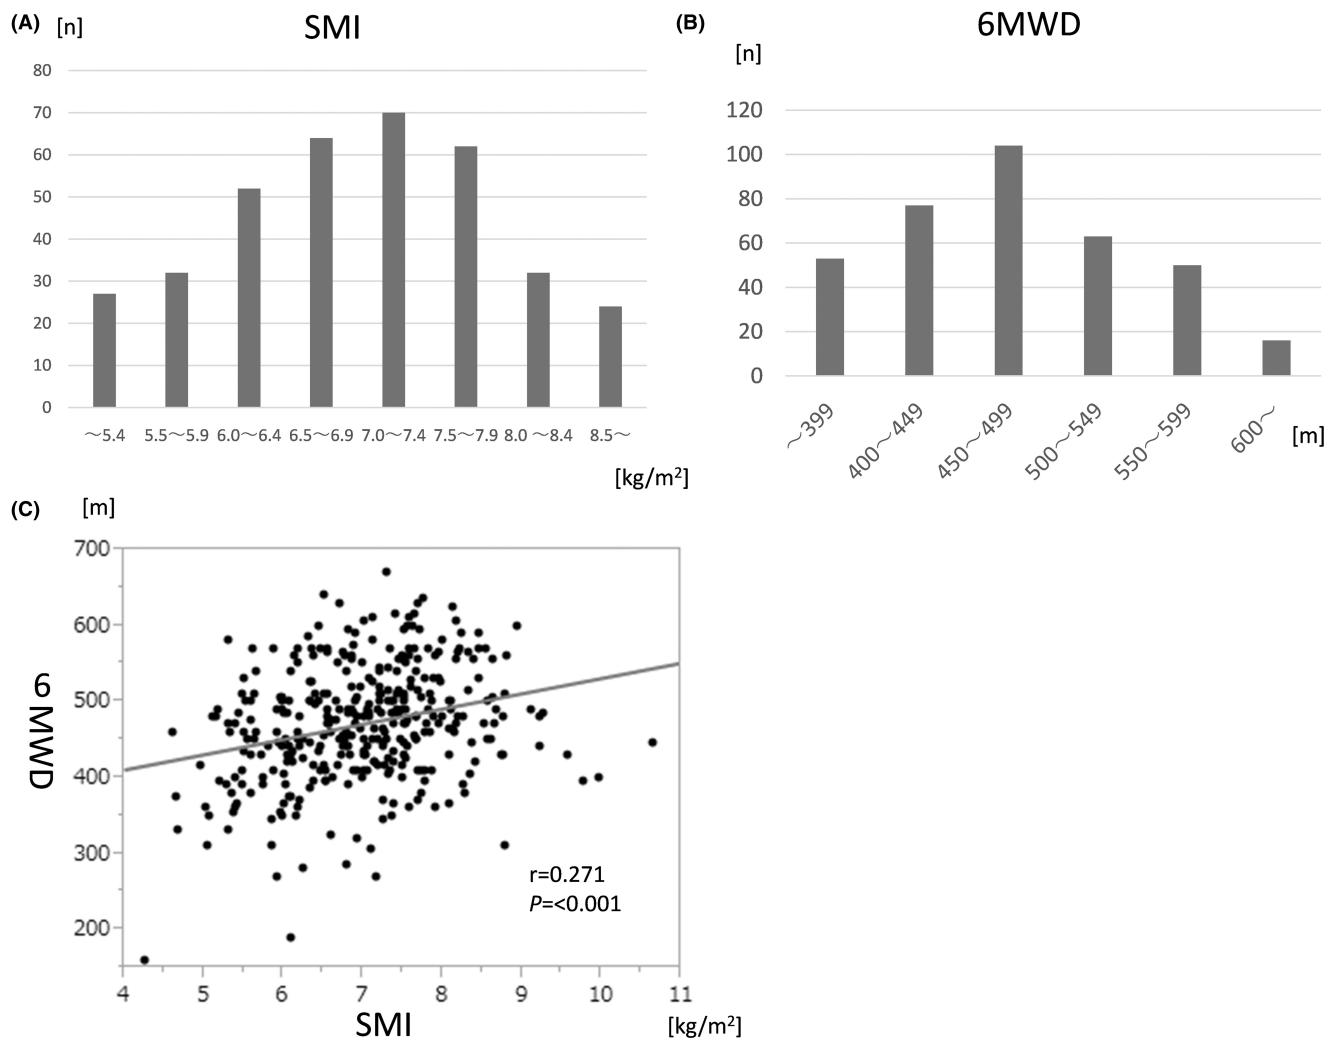 (A) [n] SMI
80
70
60
50
40
30
20
10
0
～5.4 5.5～5.9 6.0～6.4 6.5～6.9 7.0～7.4 7.5～7.9 8.0 ～8.4 8.5～
[kg/m²]
(B) 6MWD
[n]
120
100
80
60
40
20
0
～399 400～449 450～499 500～549 550～599 600～ [m]
(C) [m]
700
600
500
400
300
200
6 MWD
r=0.271
P=<0.001
4 5 6 7 8 9 10 11
SMI [kg/m²]